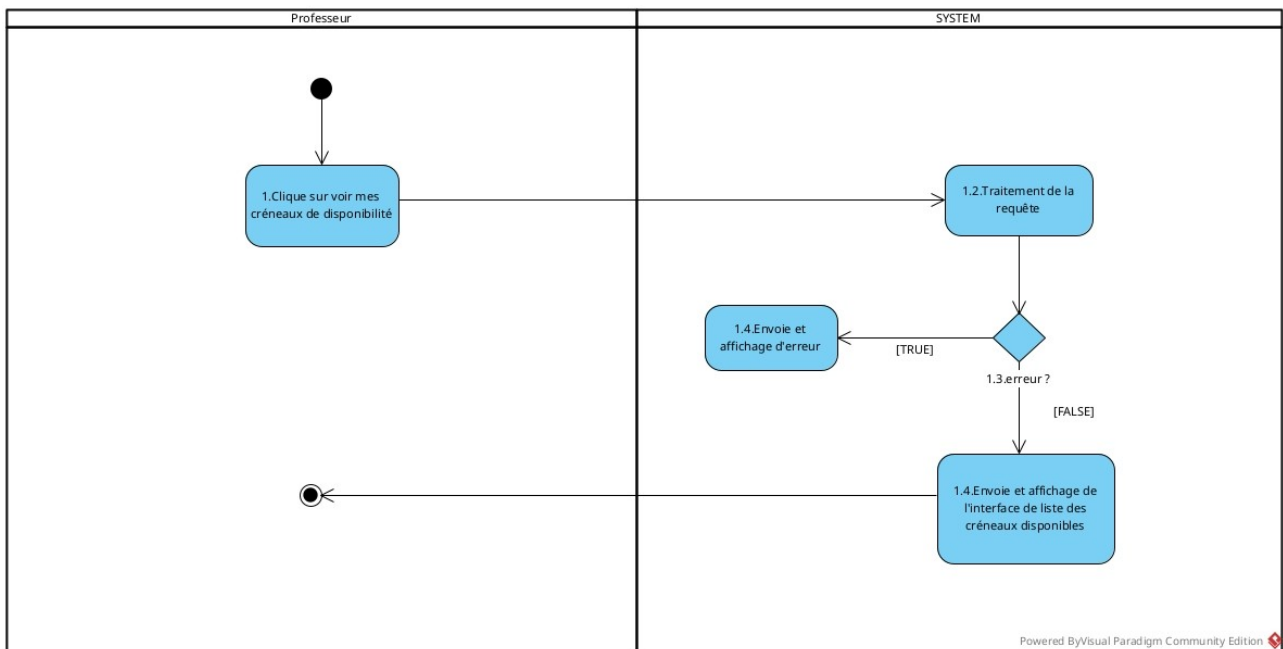 Professeur
SYSTEM
1.Clique sur voir mes
créneaux de disponibilité
1.2.Traitement de la
requête
1.4.Envoie et
affichage d'erreur
[TRUE]
1.3.erreur ?
[FALSE]
1.4.Envoie et affichage de
l'interface de liste des
créneaux disponibles
Powered ByVisual Paradigm Community Edition